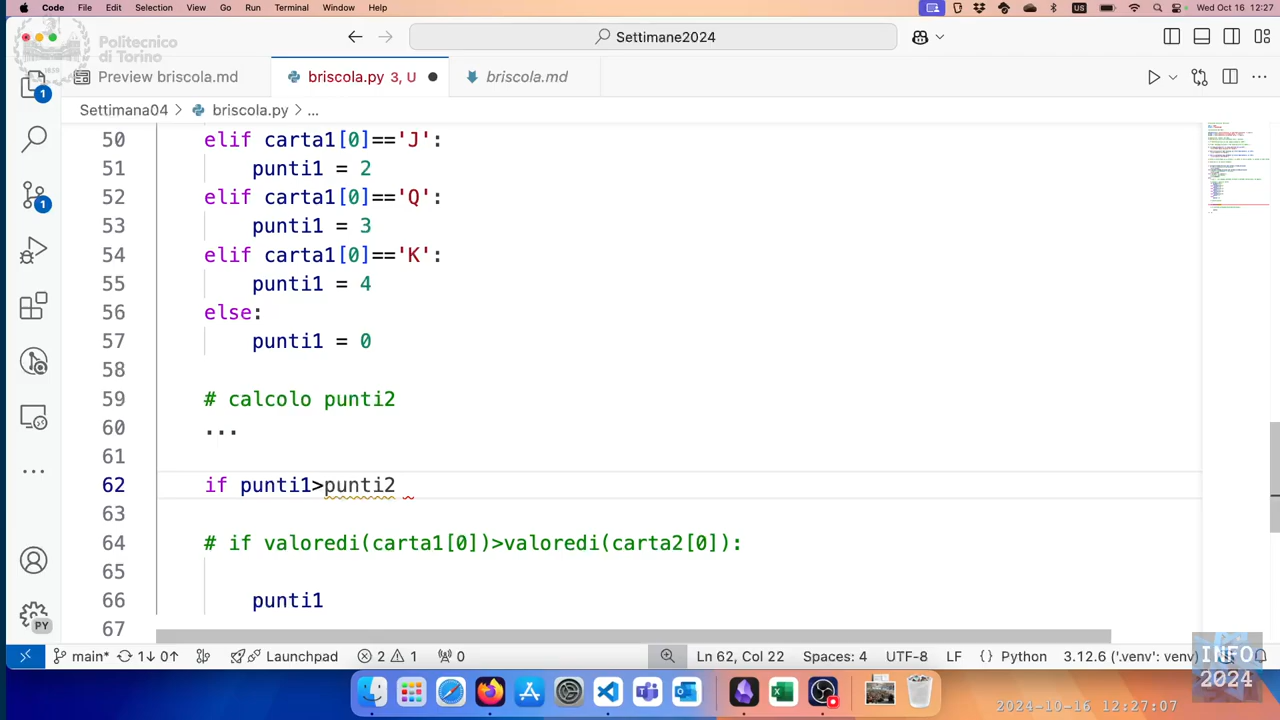 Code File Edit Selection View Go Run Terminal Window Help US Wed Oct 16 12:27
Politecnico
di Torino
Settimane2024
Preview briscola.md briscola.py 3, U briscola.md
Settimana04 > briscola.py > ...
50 elif carta1[0]=='J':
51 punti1 = 2
52 elif carta1[0]=='Q':
53 punti1 = 3
54 elif carta1[0]=='K':
55 punti1 = 4
56 else:
57 punti1 = 0
58
59 # calcolo punti2
60 ...
61
62 if punti1>punti2
63
64 # if valoredi(carta1[0])>valoredi(carta2[0]):
65
66 punti1
67
1
1
PY
main* 1↓ 0↑ Launchpad 2 1 0 Ln 62, Col 22 Spaces: 4 UTF-8 LF {} Python 3.12.6 ('.venv': venv)
INFO
2024
2024-10-16 12:27:07